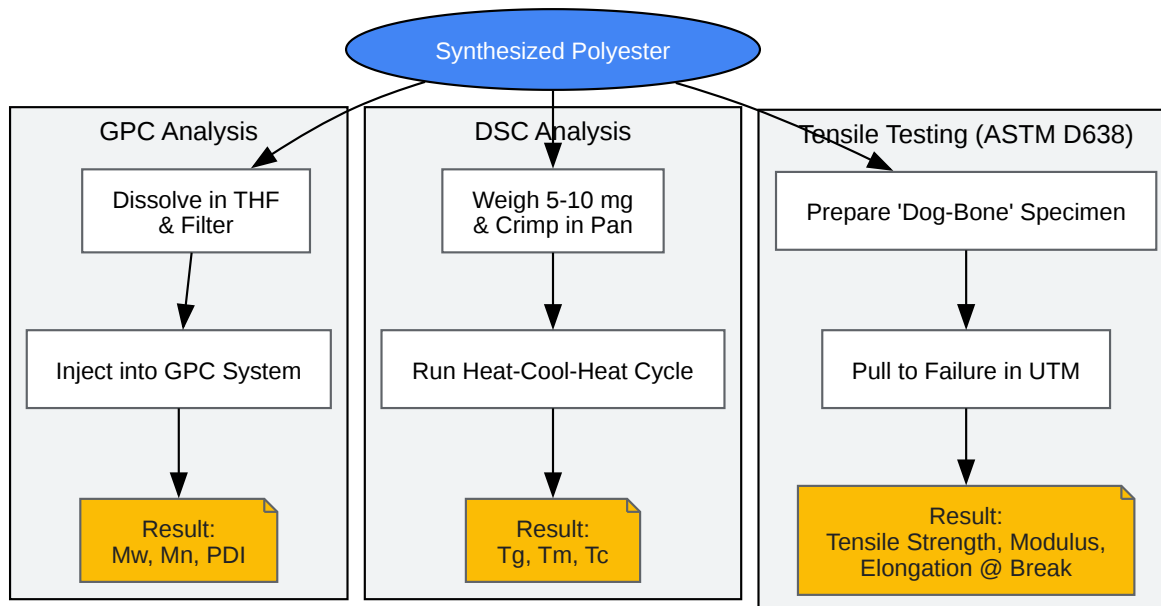 Synthesized Polyester
GPC Analysis
Dissolve in THF
& Filter
Inject into GPC System
Result:
Mw, Mn, PDI
DSC Analysis
Weigh 5-10 mg
& Crimp in Pan
Run Heat-Cool-Heat Cycle
Result:
Tg, Tm, Tc
Tensile Testing (ASTM D638)
Prepare 'Dog-Bone' Specimen
Pull to Failure in UTM
Result:
Tensile Strength, Modulus,
Elongation @ Break